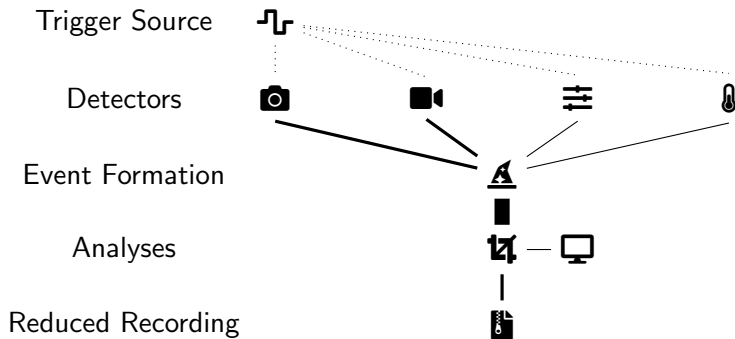 Trigger Source
Detectors
Event Formation
Analyses
Reduced Recording